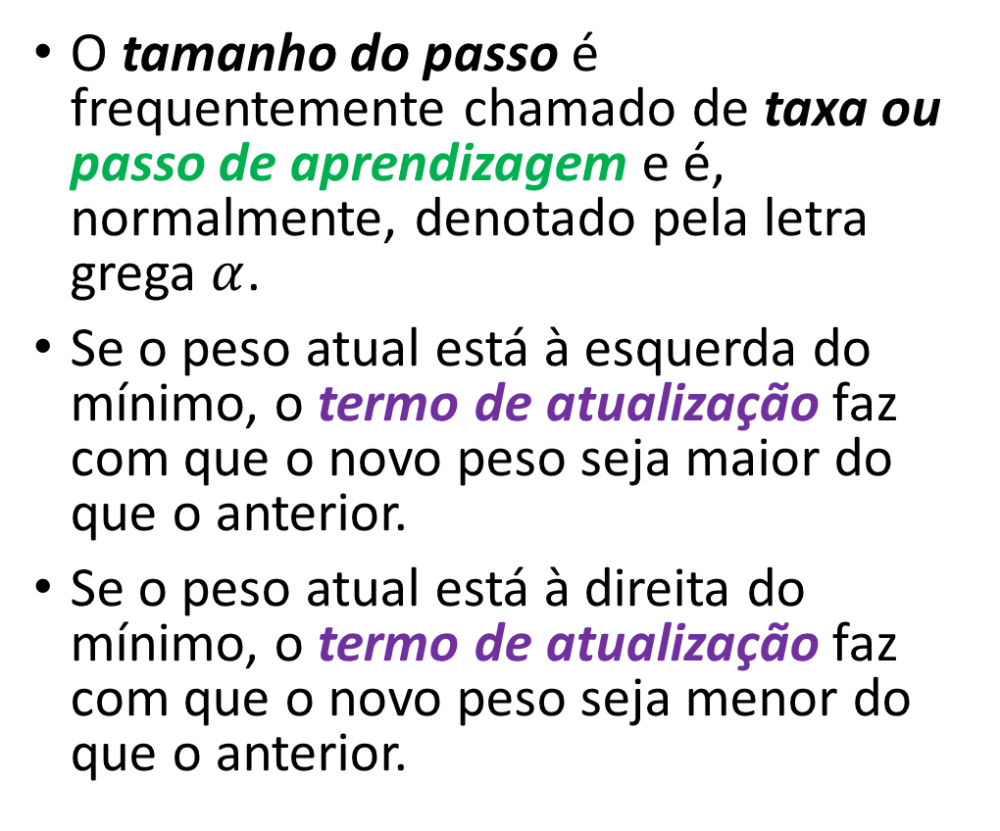 • O tamanho do passo é
frequentemente chamado de taxa ou
passo de aprendizagem e é,
normalmente, denotado pela letra
grega 𝛼.
• Se o peso atual está à esquerda do
mínimo, o termo de atualização faz
com que o novo peso seja maior do
que o anterior.
• Se o peso atual está à direita do
mínimo, o termo de atualização faz
com que o novo peso seja menor do
que o anterior.